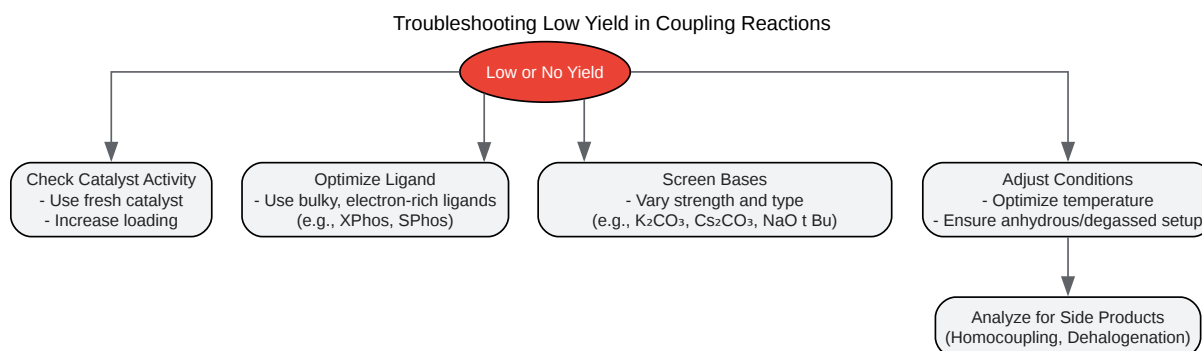 Troubleshooting Low Yield in Coupling Reactions
Low or No Yield
Check Catalyst Activity
- Use fresh catalyst
- Increase loading
Optimize Ligand
- Use bulky, electron-rich ligands
(e.g., XPhos, SPhos)
Screen Bases
- Vary strength and type
(e.g., K₂CO₃, Cs₂CO₃, NaO t Bu)
Adjust Conditions
- Optimize temperature
- Ensure anhydrous/degassed setup
Analyze for Side Products
(Homocoupling, Dehalogenation)